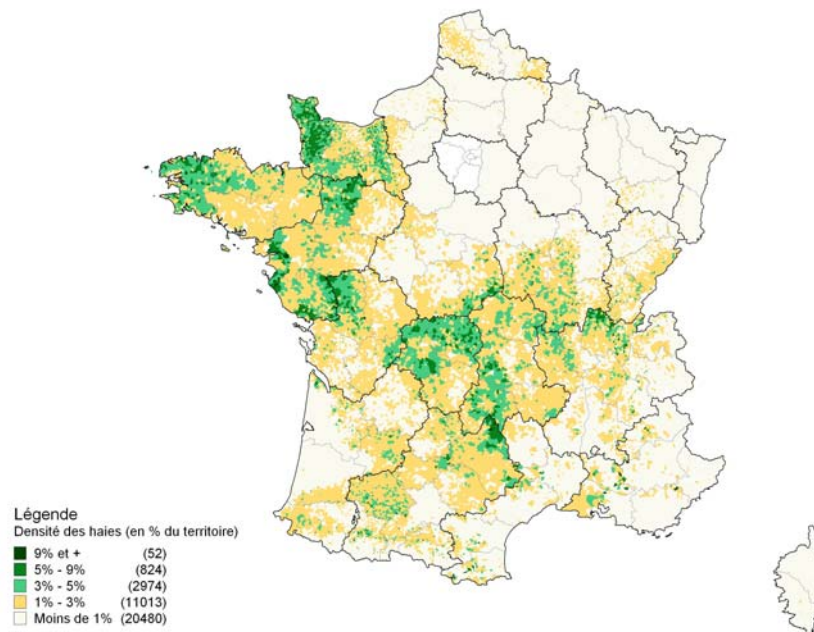 Légende
Densité des haies (en % du territoire)
9% et + (52)
5% - 9% (824)
3% - 5% (2974)
1% - 3% (11013)
Moins de 1% (20480)